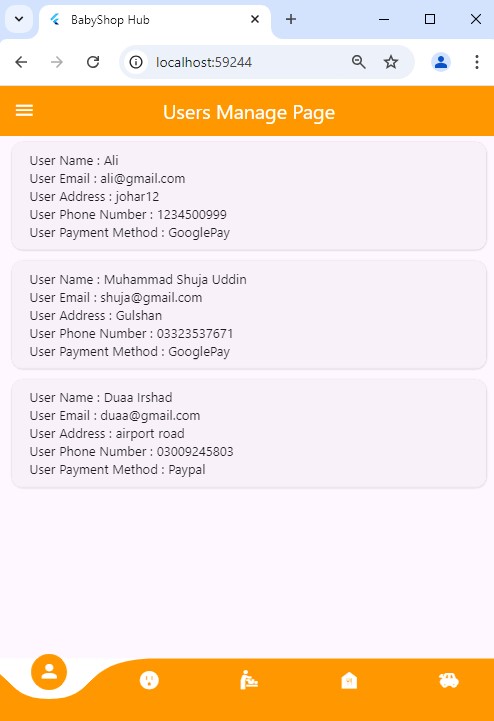 BabyShop Hub
localhost:59244
Users Manage Page
User Name : Ali
User Email : ali@gmail.com
User Address : johar12
User Phone Number : 1234500999
User Payment Method : GooglePay
User Name : Muhammad Shuja Uddin
User Email : shuja@gmail.com
User Address : Gulshan
User Phone Number : 03323537671
User Payment Method : GooglePay
User Name : Duaa Irshad
User Email : duaa@gmail.com
User Address : airport road
User Phone Number : 03009245803
User Payment Method : Paypal